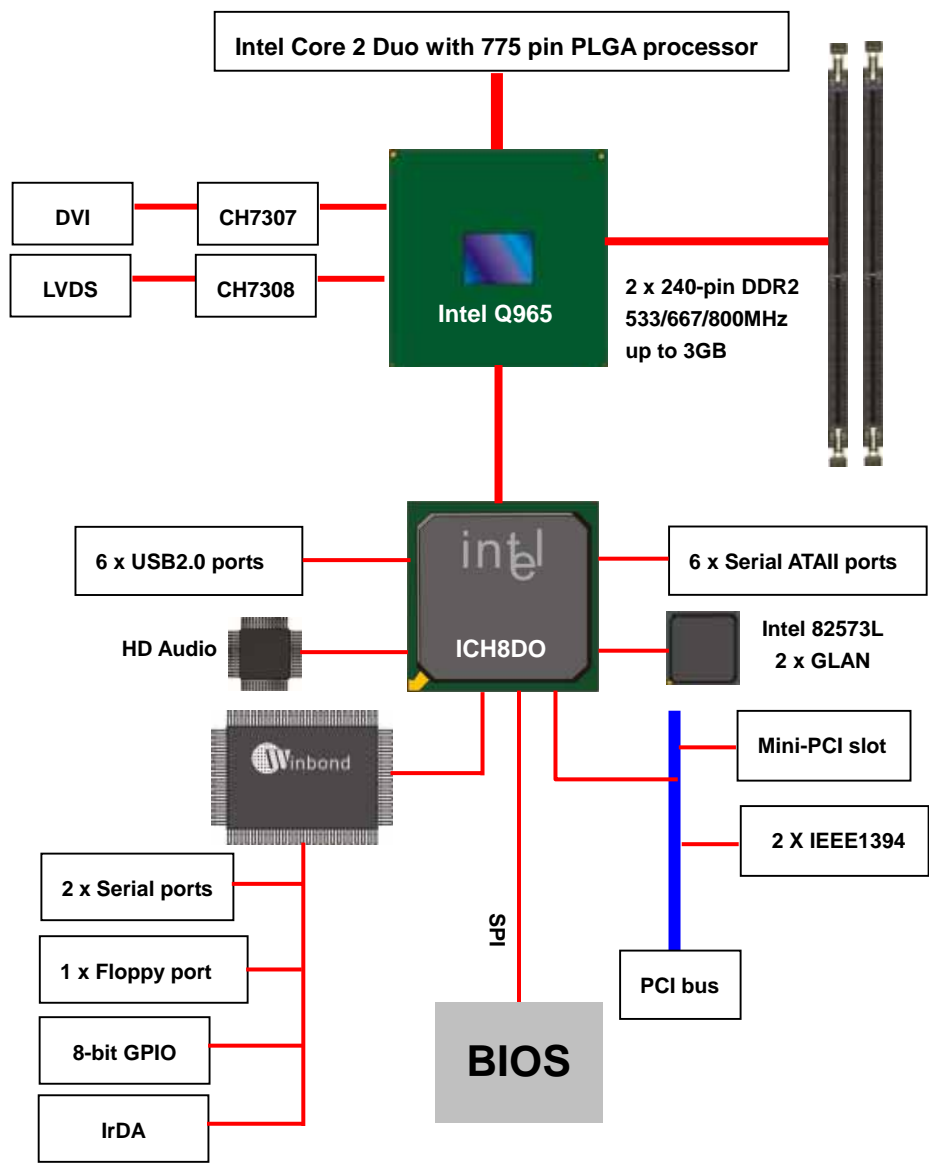 Intel Core 2 Duo with 775 pin PLGA processor
DVI
CH7307
LVDS
CH7308
Intel Q965
2 x 240-pin DDR2
533/667/800MHz
up to 3GB
intel
ICH8DO
6 x USB2.0 ports
6 x Serial ATAII ports
HD Audio
Intel 82573L
2 x GLAN
Winbond
Mini-PCI slot
2 X IEEE1394
PCI bus
2 x Serial ports
1 x Floppy port
8-bit GPIO
IrDA
SPI
BIOS